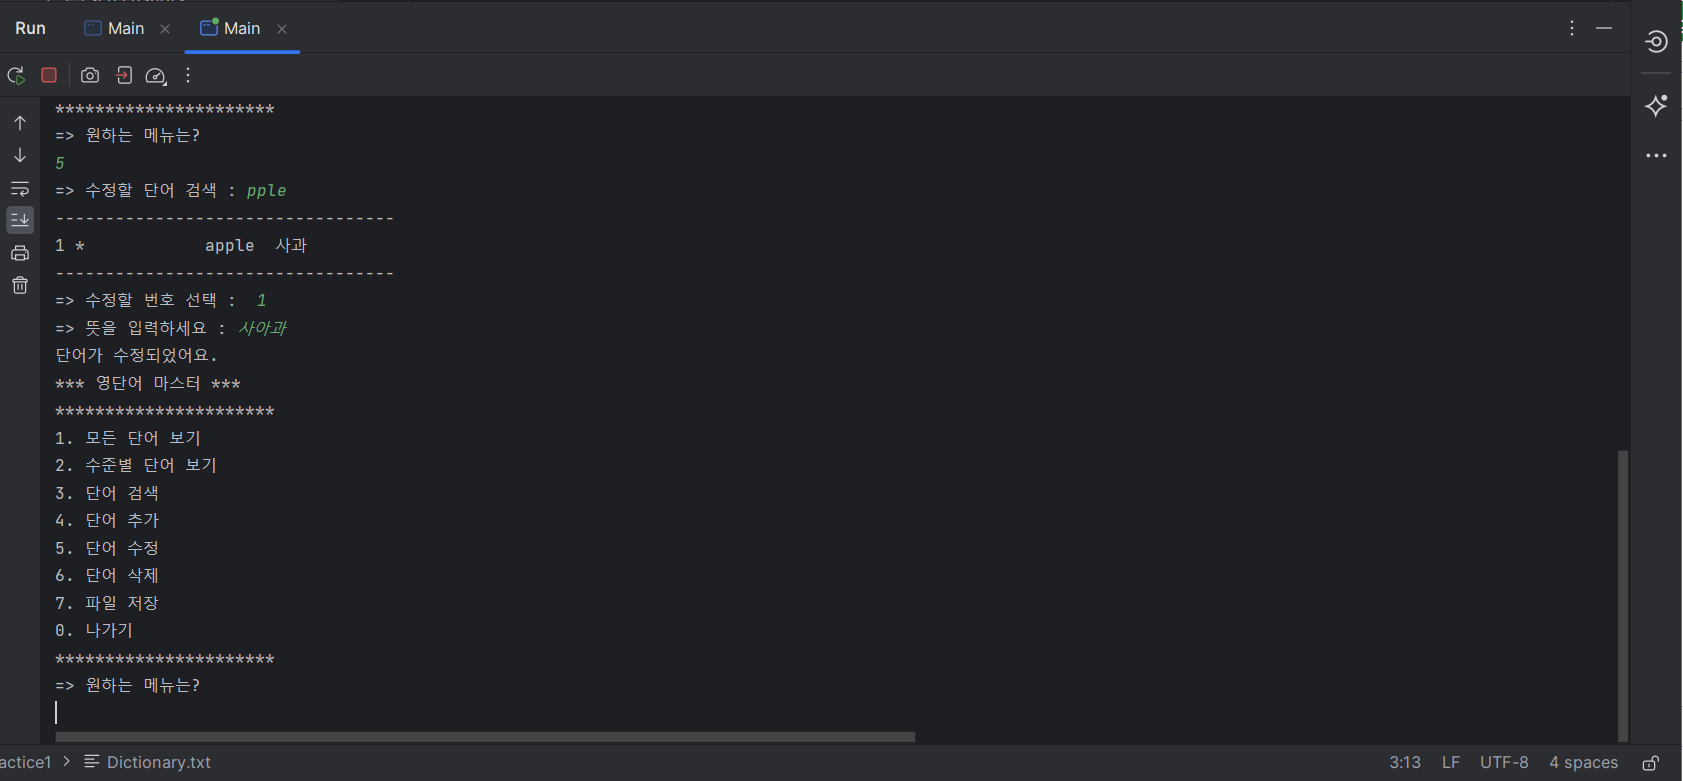 Run Main Main
**********************
=> 원하는 메뉴는?
5
=> 수정할 단어 검색 : pple
----------------------------------
1 *            apple  사과
----------------------------------
=> 수정할 번호 선택 :  1
=> 뜻을 입력하세요 : 사아과
단어가 수정되었어요.
*** 영단어 마스터 ***
**********************
1. 모든 단어 보기
2. 수준별 단어 보기
3. 단어 검색
4. 단어 추가
5. 단어 수정
6. 단어 삭제
7. 파일 저장
0. 나가기
**********************
=> 원하는 메뉴는?
actice1 > Dictionary.txt 3:13 LF UTF-8 4 spaces